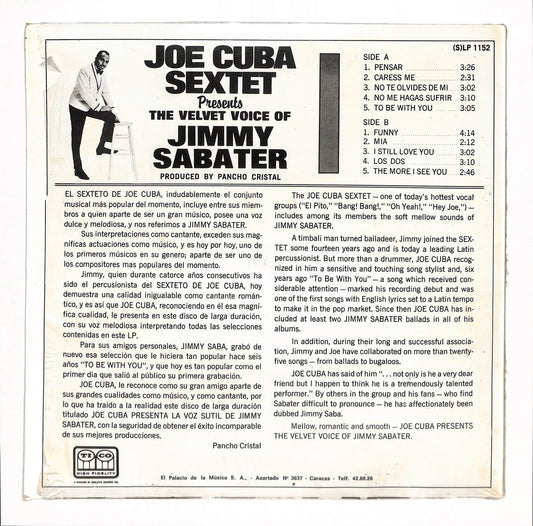 (S)LP 1152
JOE CUBA
SEXTET
Presents
THE VELVET VOICE OF
JIMMY
SABATER
PRODUCED BY PANCHO CRISTAL
SIDE A
1. PENSAR ..... 3:26
2. CARESS ME ..... 2:31
3. NO TE OLVIDES DE MI ..... 3:02
4. NO ME HAGAS SUFRIR ..... 3:10
5. TO BE WITH YOU ..... 3:05
SIDE B
1. FUNNY ..... 4:14
2. MIA ..... 2:12
3. I STILL LOVE YOU ..... 3:02
4. LOS DOS ..... 3:10
5. THE MORE I SEE YOU ..... 2:46
EL SEXTETO DE JOE CUBA, indudablemente el conjunto
musical más popular del momento, incluye entre sus miem-
bros a quien aparte de ser un gran músico, posee una voz
dulce y melodiosa, y nos referimos a JIMMY SABATER.
Sus interpretaciones como cantante, exceden sus mag-
níficas actuaciones como músico, y es hoy por hoy, uno de
los primeros músicos en su genero; aparte de ser uno de
los compositores mas populares del momento.
Jimmy, quien durante catorce años consecutivos ha
sido el percusionista del SEXTETO DE JOE CUBA, hoy
demuestra una calidad inigualable como cantante román-
tico, y es así que JOE CUBA, reconociendo en él esa magní-
fica cualidad, le presenta en este disco de larga duración,
con su voz melodiosa interpretando todas las selecciones
contenidas en este LP.
Para sus amigos personales, JIMMY SABA, grabó de
nuevo esa selección que le hiciera tan popular hace seis
años "TO BE WITH YOU", y que hoy es tan popular como el
primer día que salió al público su primera grabación.
JOE CUBA, le reconoce como su gran amigo aparte de
sus grandes cualidades como músico, y como cantante, por
lo que ha traido a la realidad este disco de larga duración
titulado JOE CUBA PRESENTA LA VOZ SUTIL DE JIMMY
SABATER, con la seguridad de obtener el éxito incomparable
de sus mejores producciones.
Pancho Cristal
The JOE CUBA SEXTET — one of today's hottest vocal
groups ("El Pito," "Bang! Bang!," "Oh Yeah!," "Hey Joe,") —
includes among its members the soft mellow sounds of
JIMMY SABATER.
A timbali man turned balladeer, Jimmy joined the SEX-
TET some fourteen years ago and is today a leading Latin
percussionist. But more than a drummer, JOE CUBA recog-
nized in him a sensitive and touching song stylist and, six
years ago "To Be With You" — a song which received con-
siderable attention — marked his recording debut and was
one of the first songs with English lyrics set to a Latin tempo
to make it in the pop market. Since then JOE CUBA has in-
cluded at least two JIMMY SABATER ballads in all of his
albums.
In addition, during their long and successful associa-
tion, Jimmy and Joe have collaborated on more than twenty-
five songs — from ballads to bugaloos.
JOE CUBA has said of him "... not only is he a very dear
friend but I happen to think he is a tremendously talented
performer." By others in the group and his fans — who find
Sabater difficult to pronounce — he has affectionately been
dubbed Jimmy Saba.
Mellow, romantic and smooth — JOE CUBA PRESENTS
THE VELVET VOICE OF JIMMY SABATER.
TICO
HIGH FIDELITY
El Palacio de la Música S. A., - Apartado Nº 3637 - Caracas - Telf. 42.88.26